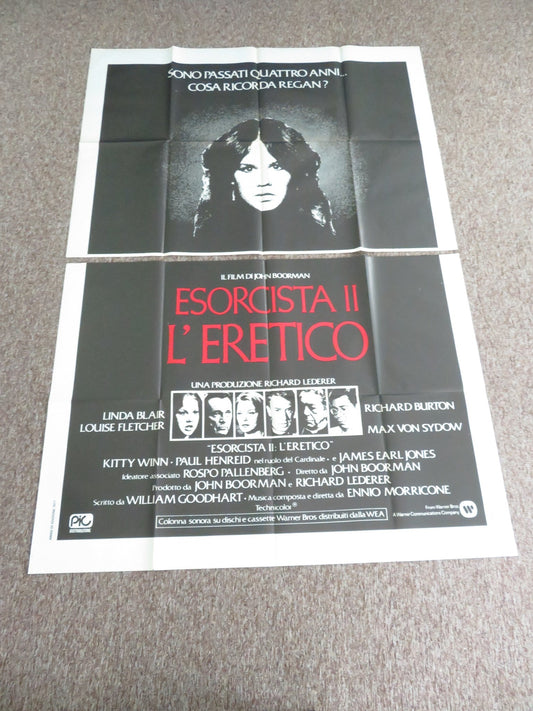 SONO PASSATI QUATTRO ANNI...
COSA RICORDA REGAN?
IL FILM DI JOHN BOORMAN
ESORCISTA II
L'ERETICO
UNA PRODUZIONE RICHARD LEDERER
LINDA BLAIR
LOUISE FLETCHER
RICHARD BURTON
MAX VON SYDOW
"ESORCISTA II: L'ERETICO"
KITTY WINN - PAUL HENREID nel ruolo del Cardinale - e JAMES EARL JONES
Ideatore associato ROSPO PALLENBERG - Diretto da JOHN BOORMAN
Prodotto da JOHN BOORMAN e RICHARD LEDERER
Scritto da WILLIAM GOODHART - Musica composta e diretta da ENNIO MORRICONE
Technicolor®
PIC
DISTRIBUZIONE
Colonna sonora su dischi e cassette Warner Bros. distribuiti dalla WEA
From Warner Bros
A Warner Communications Company